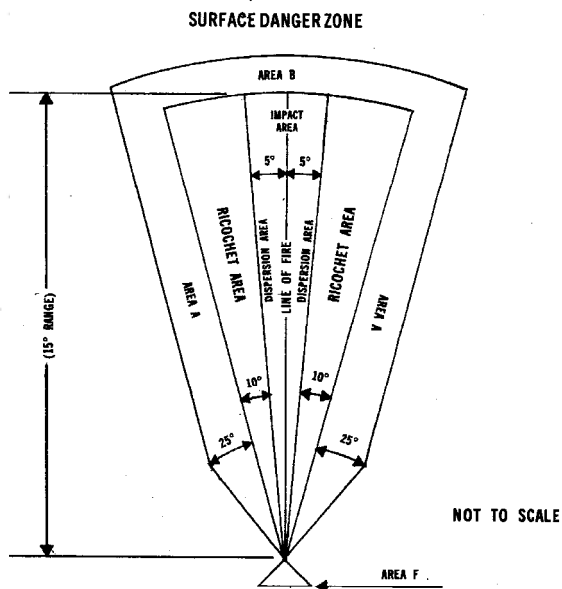 SURFACE DANGER ZONE
AREA B
IMPACT
AREA
5° 5°
RICOCHET AREA
DISPERSION AREA
LINE OF FIRE
DISPERSION AREA
RICOCHET AREA
AREA A
AREA A
(15° RANGE)
10° 10°
25° 25°
NOT TO SCALE
AREA F